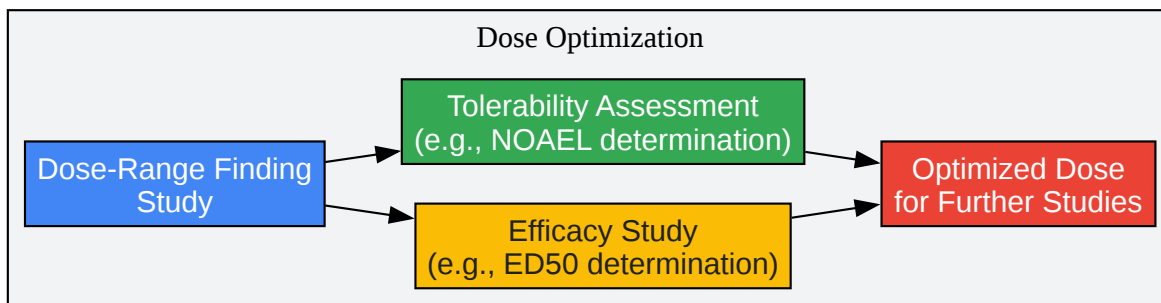 Dose Optimization
Dose-Range Finding
Study
Tolerability Assessment
(e.g., NOAEL determination)
Efficacy Study
(e.g., ED50 determination)
Optimized Dose
for Further Studies